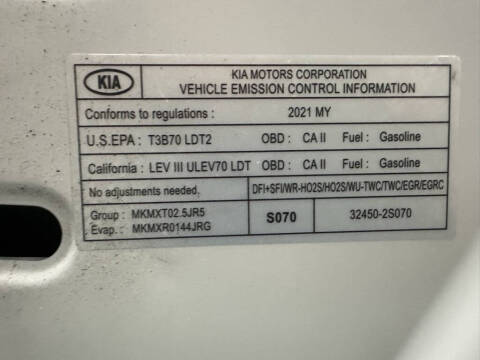 KIA
KIA MOTORS CORPORATION
VEHICLE EMISSION CONTROL INFORMATION
Conforms to regulations : 2021 MY
U.S.EPA : T3B70 LDT2 OBD : CA II Fuel : Gasoline
California : LEV III ULEV70 LDT OBD : CA II Fuel : Gasoline
No adjustments needed. DFI+SFI/WR-HO2S/HO2S/WU-TWC/TWC/EGR/EGRC
Group : MKMXT02.5JR5
Evap. : MKMXR0144JRG
S070
32450-2S070